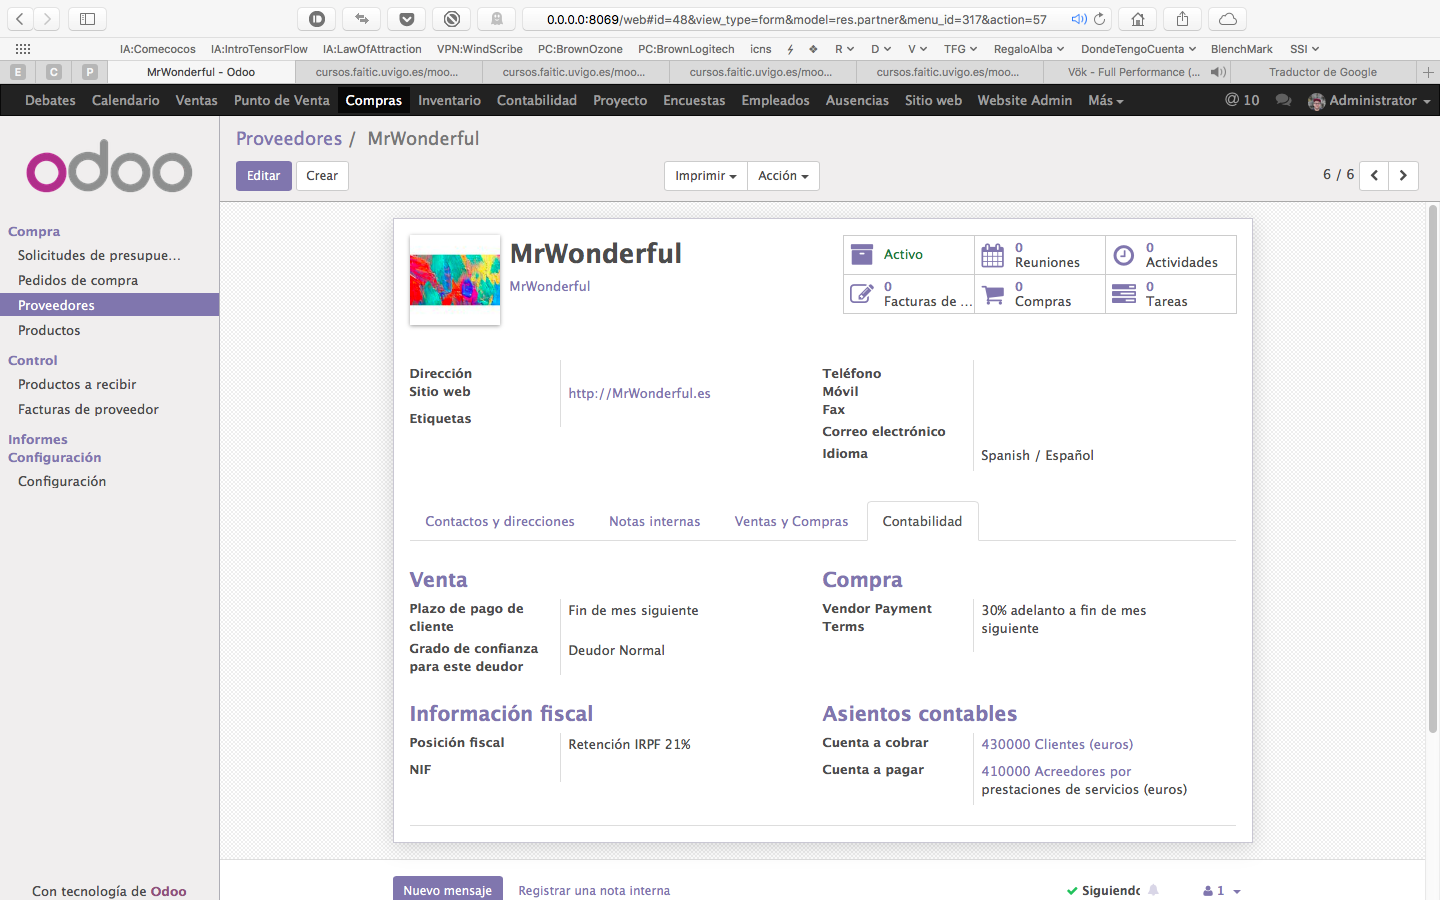 0.0.0.0:8069/web#id=48&view_type=form&model=res.partner&menu_id=317&action=57
IA:Comecocos IA:IntroTensorFlow IA:LawOfAttraction VPN:WindScribe PC:BrownOzone PC:BrownLogitech icns R D V TFG RegaloAlba DondeTengoCuenta BlenchMark SSI
E C P MrWonderful - Odoo cursos.faitic.uvigo.es/moo... cursos.faitic.uvigo.es/moo... cursos.faitic.uvigo.es/moo... cursos.faitic.uvigo.es/moo... Vök - Full Performance (... Traductor de Google
Debates Calendario Ventas Punto de Venta Compras Inventario Contabilidad Proyecto Encuestas Empleados Ausencias Sitio web Website Admin Más @ 10 Administrator
odoo
Compra
Solicitudes de presupue...
Pedidos de compra
Proveedores
Productos
Control
Productos a recibir
Facturas de proveedor
Informes
Configuración
Configuración
Con tecnología de Odoo
Proveedores / MrWonderful
Editar Crear Imprimir Acción 6 / 6
MrWonderful
MrWonderful
Activo
0 Reuniones
0 Actividades
0 Facturas de ...
0 Compras
0 Tareas
Dirección
Sitio web http://MrWonderful.es
Etiquetas
Teléfono
Móvil
Fax
Correo electrónico
Idioma Spanish / Español
Contactos y direcciones Notas internas Ventas y Compras Contabilidad
Venta
Plazo de pago de cliente Fin de mes siguiente
Grado de confianza para este deudor Deudor Normal
Compra
Vendor Payment Terms 30% adelanto a fin de mes siguiente
Información fiscal
Posición fiscal Retención IRPF 21%
NIF
Asientos contables
Cuenta a cobrar 430000 Clientes (euros)
Cuenta a pagar 410000 Acreedores por prestaciones de servicios (euros)
Nuevo mensaje Registrar una nota interna Siguiendo 1